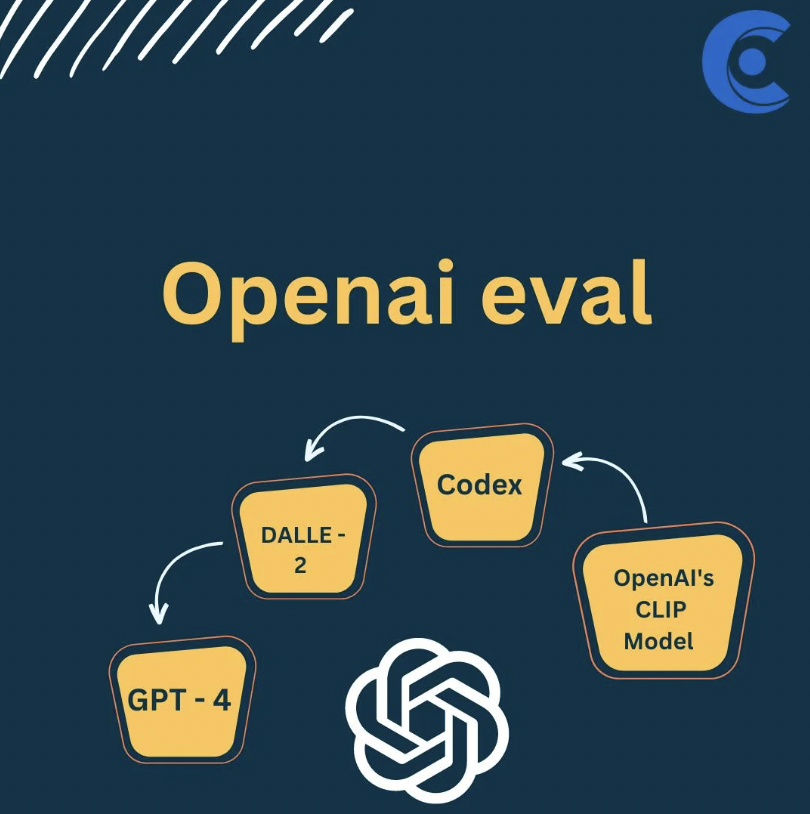 Openai eval
Codex
DALLE -
2
OpenAI's
CLIP
Model
GPT - 4